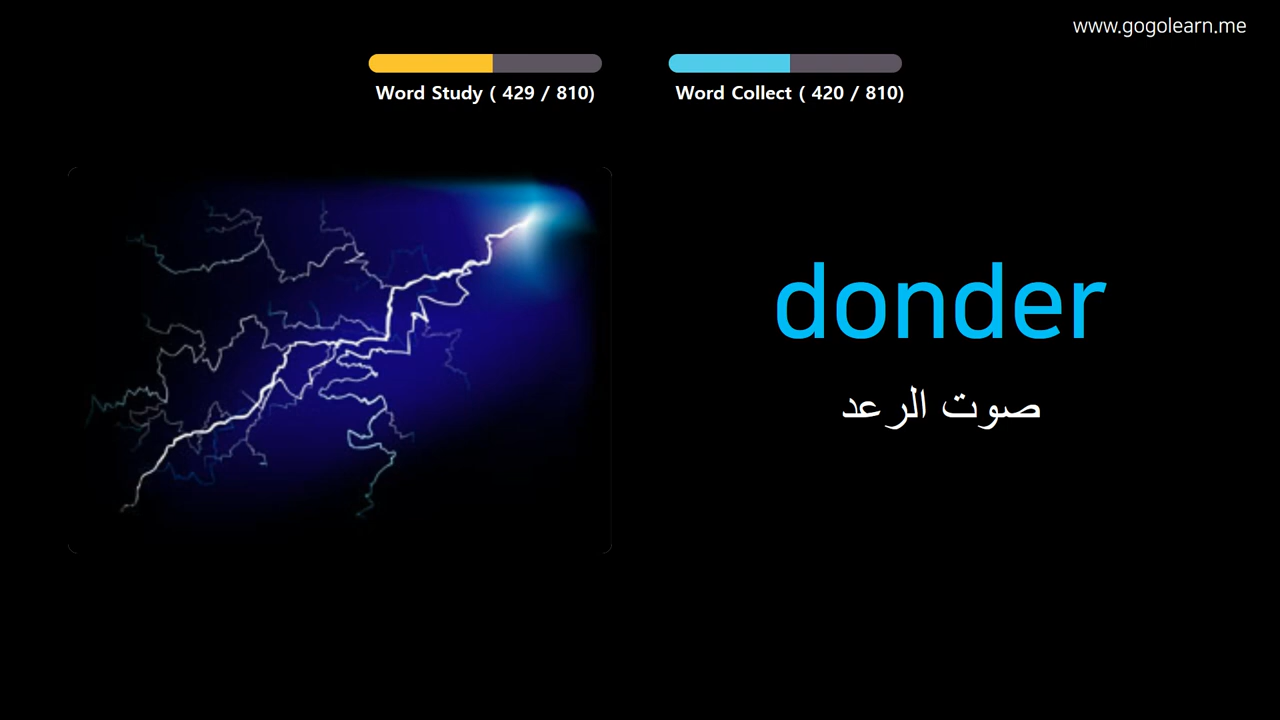 www.gogolearn.me
Word Study ( 429 / 810)
Word Collect ( 420 / 810)
donder
صوت الرعد